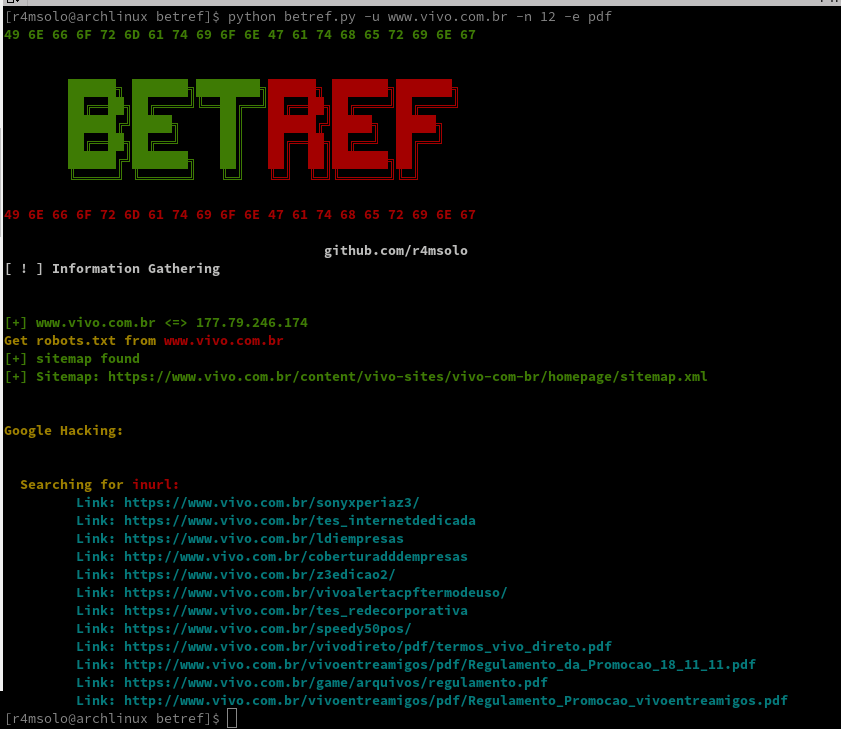 [r4msolo@archlinux betref]$ python betref.py -u www.vivo.com.br -n 12 -e pdf
49 6E 66 6F 72 6D 61 74 69 6F 6E 47 61 74 68 65 72 69 6E 67
BETREF
49 6E 66 6F 72 6D 61 74 69 6F 6E 47 61 74 68 65 72 69 6E 67
github.com/r4msolo
[ ! ] Information Gathering
[+] www.vivo.com.br <=> 177.79.246.174
Get robots.txt from www.vivo.com.br
[+] sitemap found
[+] Sitemap: https://www.vivo.com.br/content/vivo-sites/vivo-com-br/homepage/sitemap.xml
Google Hacking:
Searching for inurl:
Link: https://www.vivo.com.br/sonyxperiaz3/
Link: https://www.vivo.com.br/tes_internetdedicada
Link: https://www.vivo.com.br/ldiempresas
Link: http://www.vivo.com.br/coberturadddempresas
Link: https://www.vivo.com.br/z3edicao2/
Link: https://www.vivo.com.br/vivoalertacpftermodeuso/
Link: https://www.vivo.com.br/tes_redecorporativa
Link: https://www.vivo.com.br/speedy50pos/
Link: https://www.vivo.com.br/vivodireto/pdf/termos_vivo_direto.pdf
Link: https://www.vivo.com.br/vivoentreamigos/pdf/Regulamento_da_Promocao_18_11_11.pdf
Link: https://www.vivo.com.br/game/arquivos/regulamento.pdf
Link: http://www.vivo.com.br/vivoentreamigos/pdf/Regulamento_Promocao_vivoentreamigos.pdf
[r4msolo@archlinux betref]$